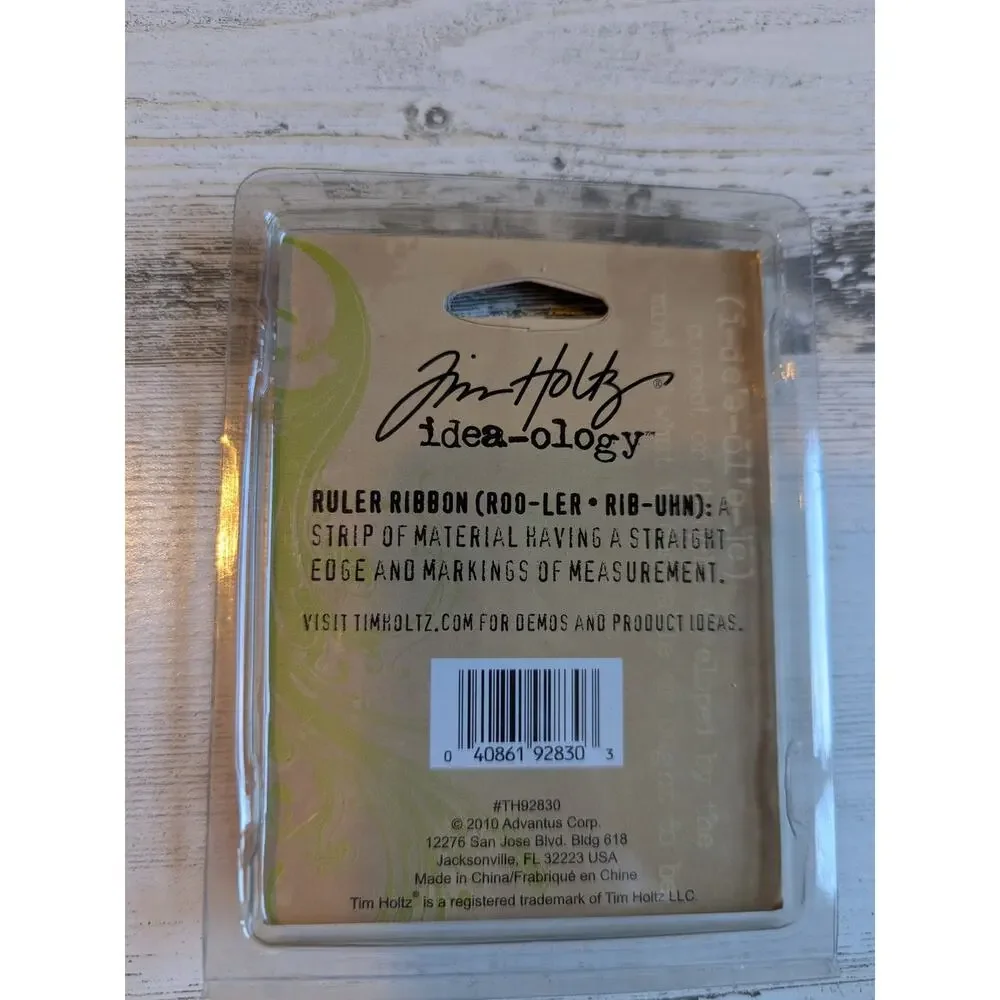 Tim Holtz®
idea-ology™
RULER RIBBON (ROO-LER • RIB-UHN): A
STRIP OF MATERIAL HAVING A STRAIGHT
EDGE AND MARKINGS OF MEASUREMENT.
VISIT TIMHOLTZ.COM FOR DEMOS AND PRODUCT IDEAS.
0 40861 92830 3
#TH92830
© 2010 Advantus Corp.
12276 San Jose Blvd. Bldg 618
Jacksonville, FL 32223 USA
Made in China/Frabriqué en Chine
Tim Holtz® is a registered trademark of Tim Holtz LLC.